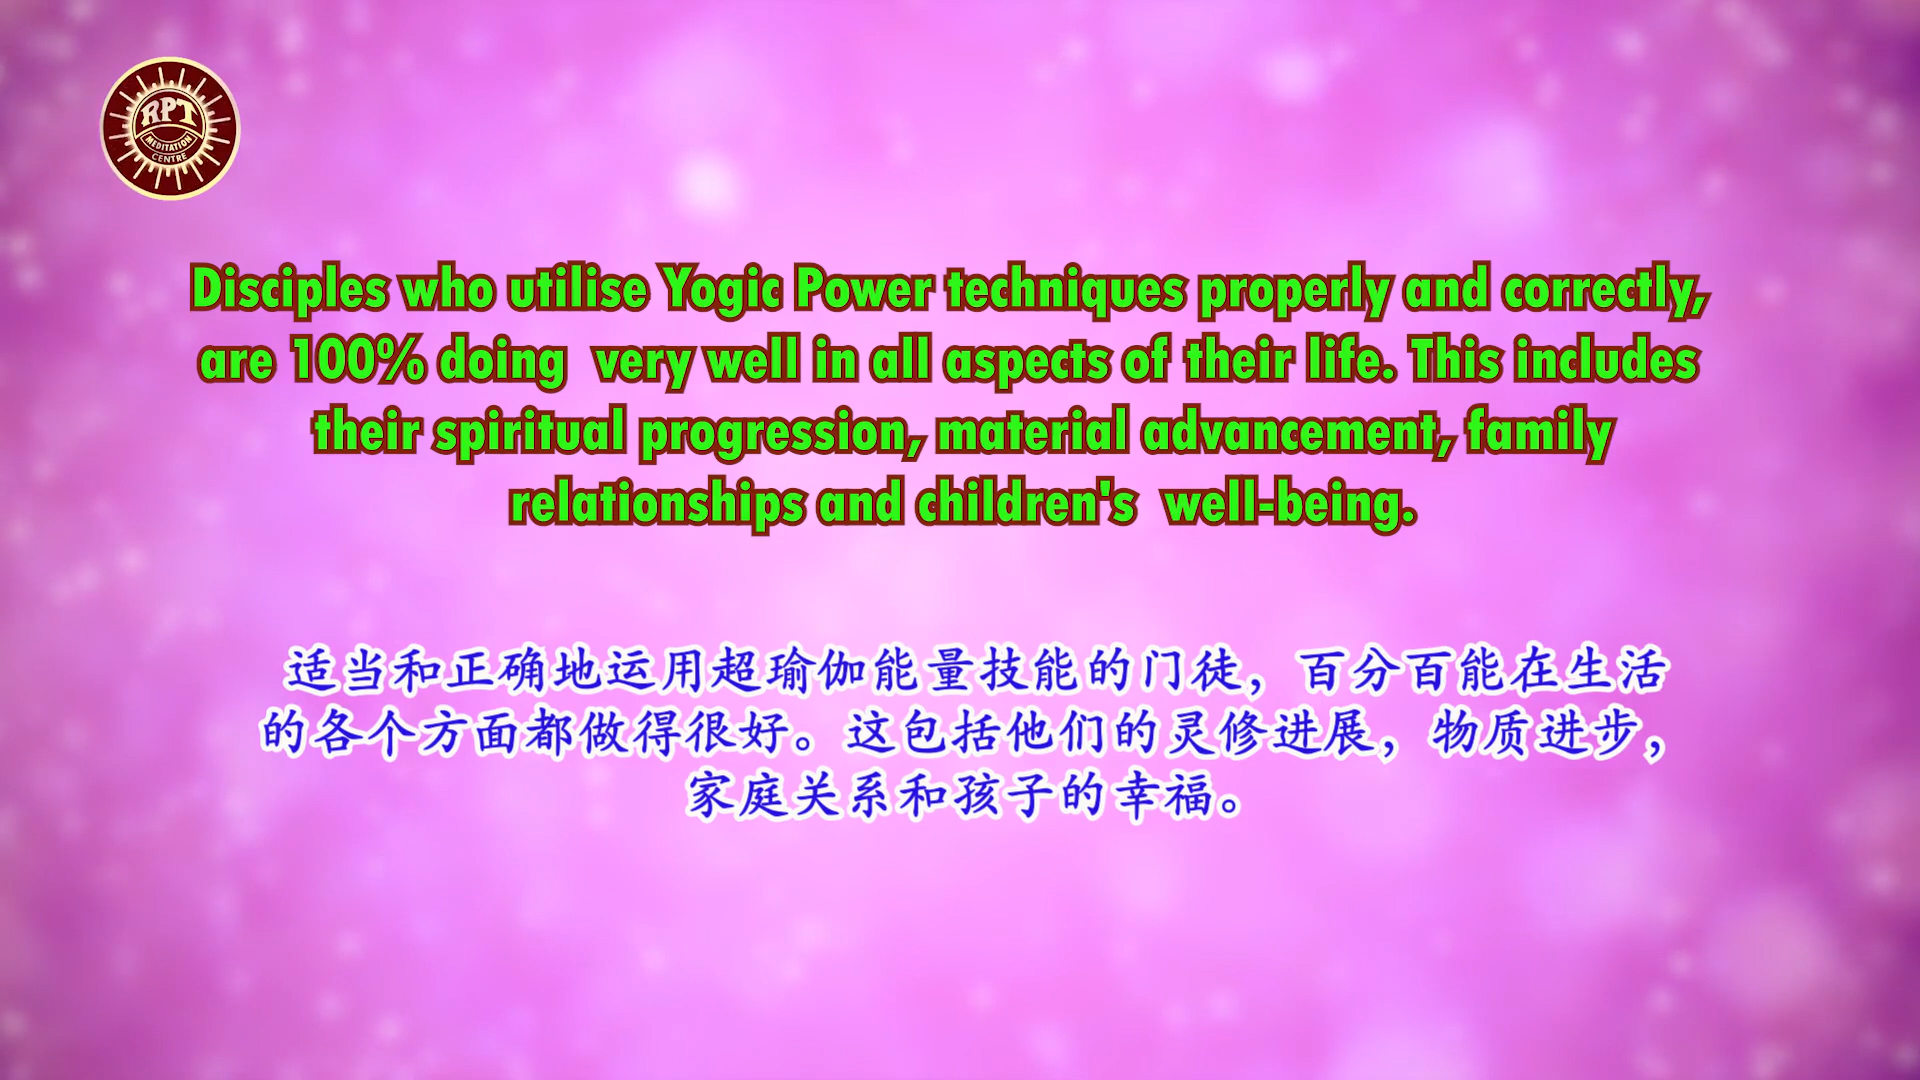 RPT
MEDITATION
CENTRE
Disciples who utilise Yogic Power techniques properly and correctly,
are 100% doing  very well in all aspects of their life. This includes
their spiritual progression, material advancement, family
relationships and children's  well-being.
适当和正确地运用超瑜伽能量技能的门徒，百分百能在生活
的各个方面都做得很好。这包括他们的灵修进展，物质进步，
家庭关系和孩子的幸福。